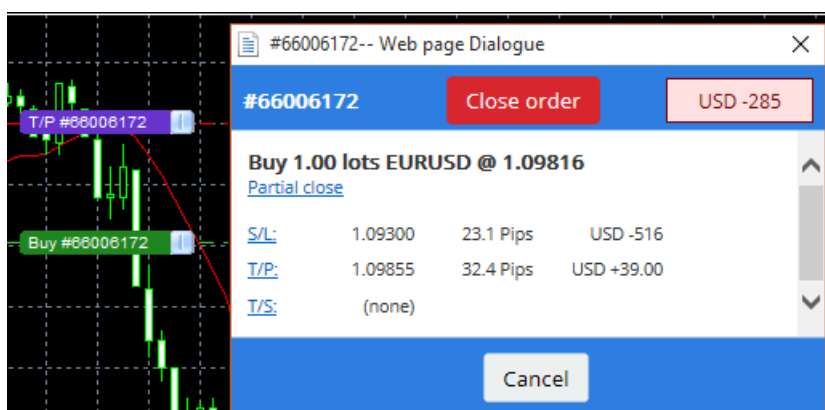 #66006172-- Web page Dialogue
#66006172 Close order USD -285
T/P #66006172
Buy 1.00 lots EURUSD @ 1.09816
Partial close
S/L: 1.09300 23.1 Pips USD -516
Buy #66006172
T/P: 1.09855 32.4 Pips USD +39.00
T/S: (none)
Cancel